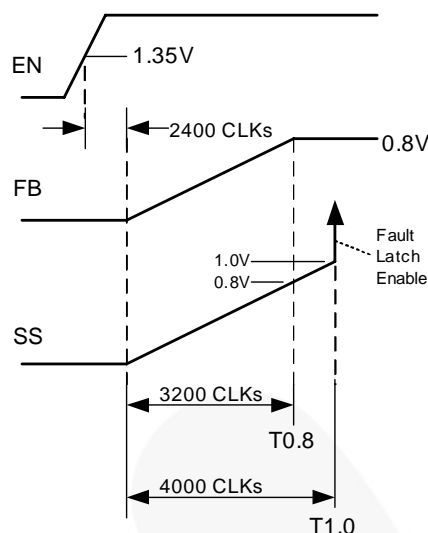 EN
1.35V
2400 CLKs
0.8V
FB
Fault
Latch
Enable
1.0V
0.8V
SS
3200 CLKs
T0.8
4000 CLKs
T1.0